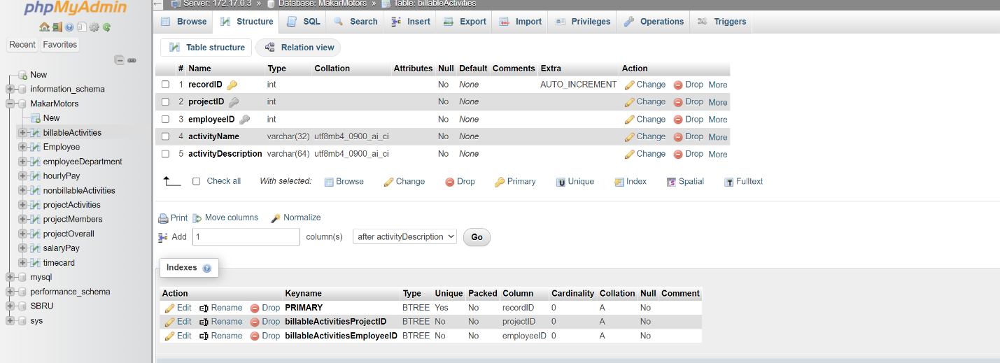 phpMyAdmin
Server: 172.17.0.3 » Database: MakarMotors » Table: billableActivities
Browse Structure SQL Search Insert Export Import Privileges Operations Triggers
Recent Favorites
Table structure Relation view
New
information_schema
MakarMotors
New
billableActivities
Employee
employeeDepartment
hourlyPay
nonbillableActivities
projectActivities
projectMembers
projectOverall
salaryPay
timecard
mysql
performance_schema
SBRU
sys
# Name Type Collation Attributes Null Default Comments Extra Action
1 recordID int No None AUTO_INCREMENT Change Drop More
2 projectID int No None Change Drop More
3 employeeID int No None Change Drop More
4 activityName varchar(32) utf8mb4_0900_ai_ci No None Change Drop More
5 activityDescription varchar(64) utf8mb4_0900_ai_ci No None Change Drop More
Check all With selected: Browse Change Drop Primary U Unique Index S Spatial T Fulltext
Print Move columns Normalize
Add 1 column(s) after activityDescription Go
Indexes
Action Keyname Type Unique Packed Column Cardinality Collation Null Comment
Edit Rename Drop PRIMARY BTREE Yes No recordID 0 A No
Edit Rename Drop billableActivitiesProjectID BTREE No No projectID 0 A No
Edit Rename Drop billableActivitiesEmployeeID BTREE No No employeeID 0 A No